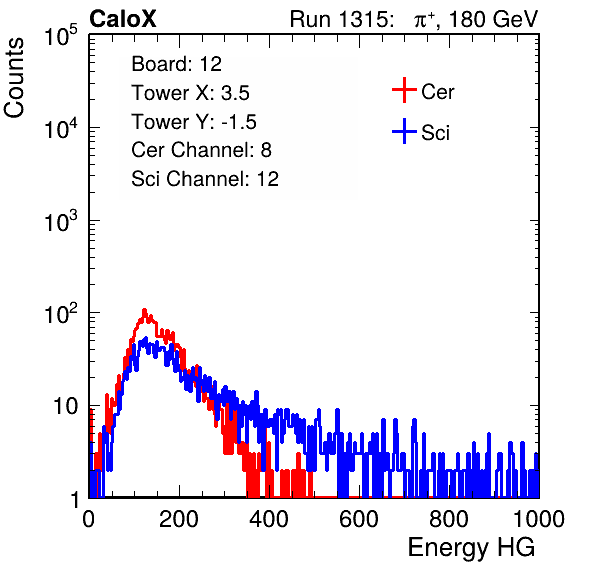 CaloX Run 1315: π⁺, 180 GeV
Counts
10⁵
10⁴
10³
10²
10
1
Board: 12
Tower X: 3.5
Tower Y: -1.5
Cer Channel: 8
Sci Channel: 12
Cer
Sci
0 200 400 600 800 1000
Energy HG